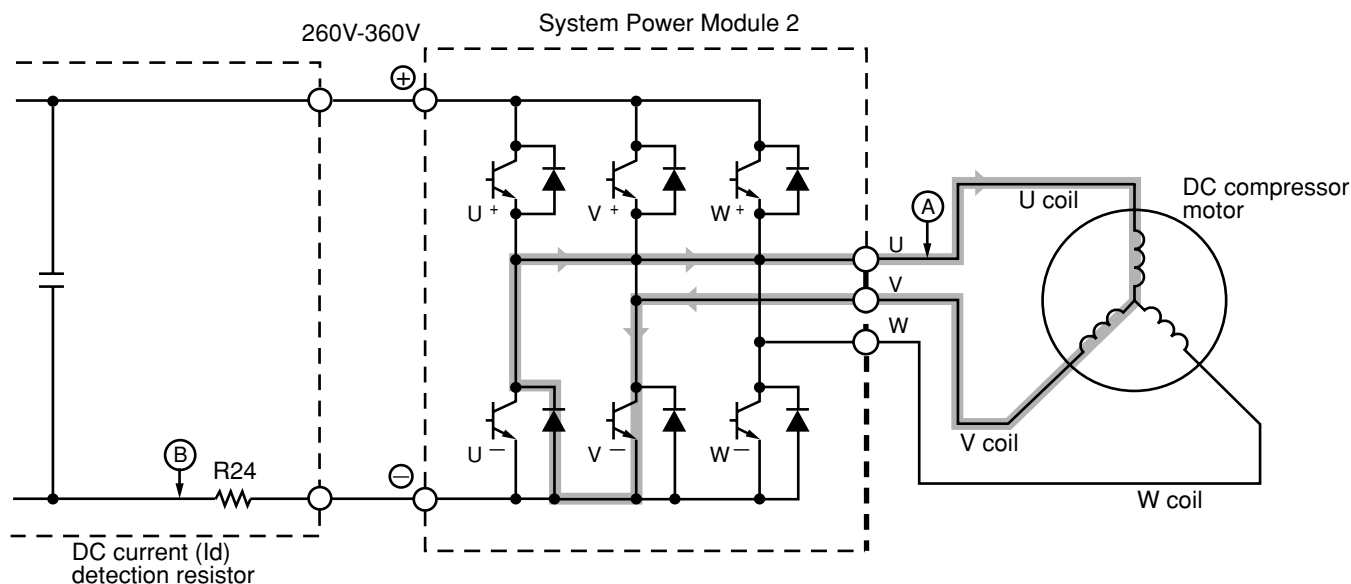 System Power Module 2
260V-360V
+
U +
V +
W +
A
U coil
DC compressor
motor
U
V
W
U —
V —
W —
V coil
W coil
B
R24
—
DC current (Id)
detection resistor